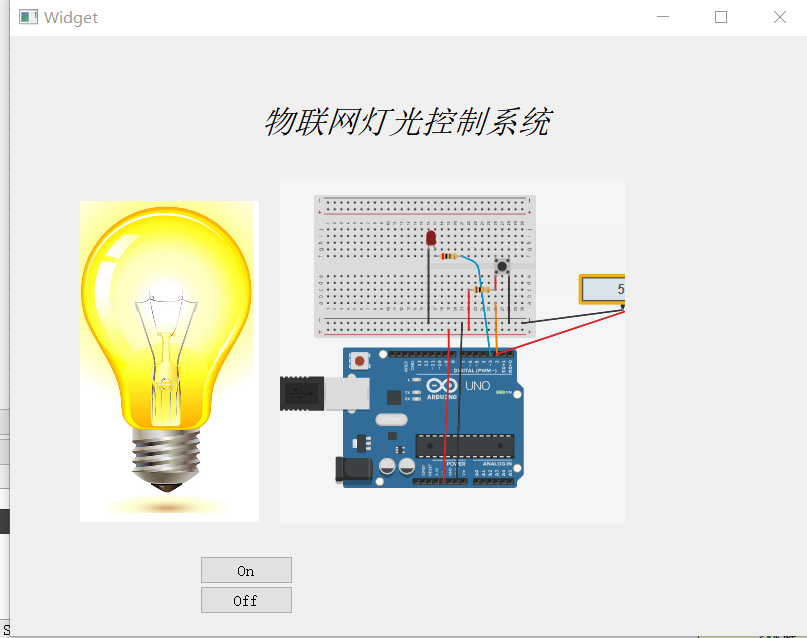 Widget
物联网灯光控制系统
5
DIGITAL (PWM~)
UNO
ARDUINO
POWER
ANALOG IN
On
Off